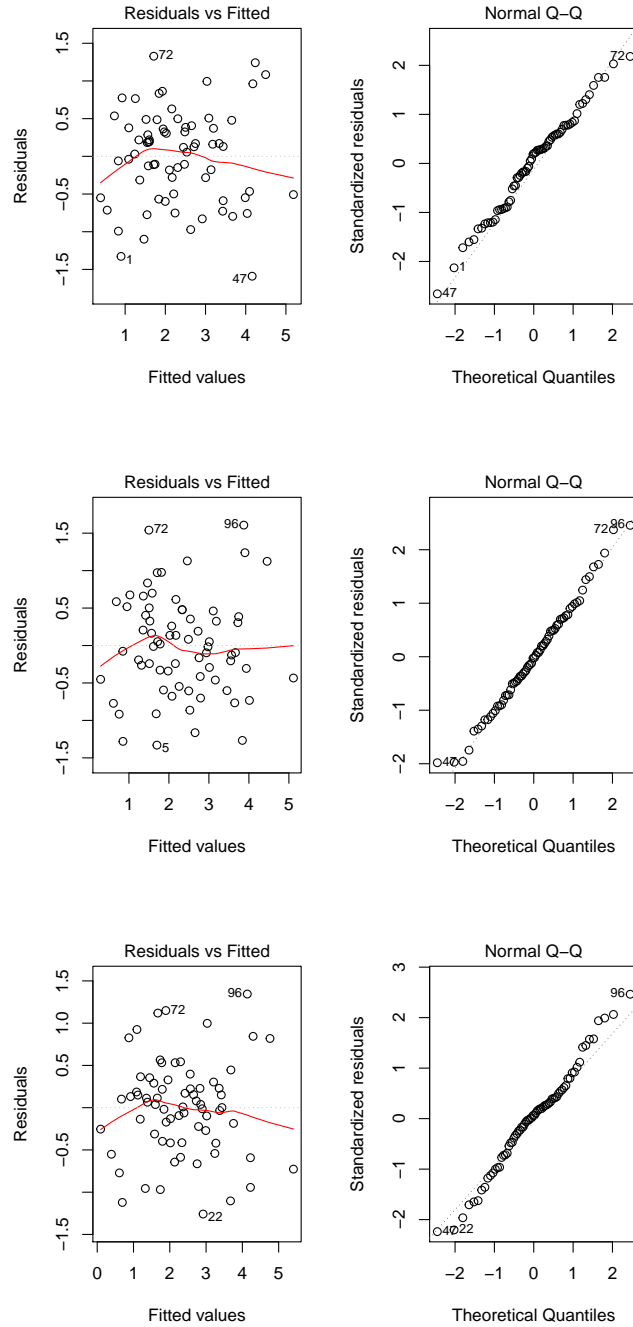 Residuals vs Fitted
Normal Q−Q
Residuals
−1.5
−0.5
0.5
1.5
72
1
47
1 2 3 4 5
Fitted values
Standardized residuals
−2 −1 0 1 2
72
1
47
−2 −1 0 1 2
Theoretical Quantiles
Residuals vs Fitted
Normal Q−Q
Residuals
−1.5
−0.5
0.5
1.5
72
96
5
1 2 3 4 5
Fitted values
Standardized residuals
−2 −1 0 1 2
96
72
47
−2 −1 0 1 2
Theoretical Quantiles
Residuals vs Fitted
Normal Q−Q
Residuals
−1.5
−0.5
0.5
1.0
1.5
96
72
22
0 1 2 3 4 5
Fitted values
Standardized residuals
−2 −1 0 1 2 3
96
47
22
−2 −1 0 1 2
Theoretical Quantiles